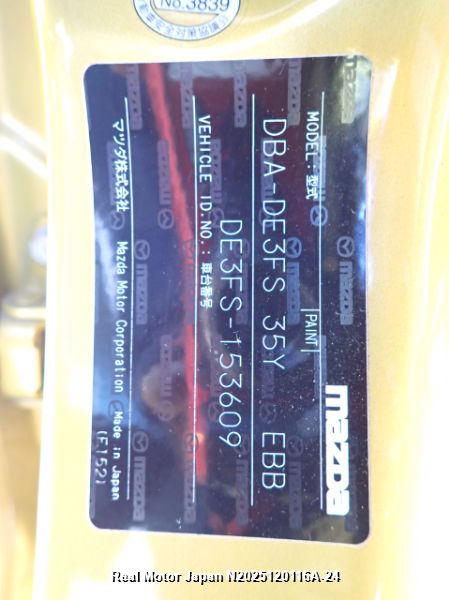 No.3839
mazda
MODEL:型式 PAINT
DBA-DE3FS 35Y EBB
VEHICLE ID.NO.:車台番号
DE3FS-153609
マツダ株式会社 Mazda Motor Corporation Made in Japan
(F152)
Real Motor Japan N2025120116A-24